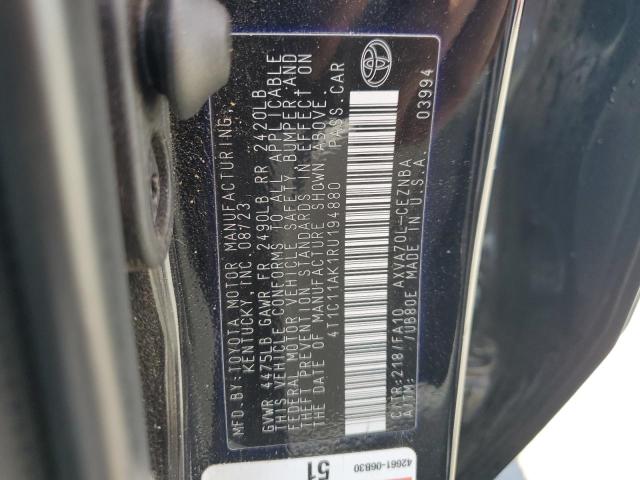 MFD.BY:TOYOTA MOTOR MANUFACTURING,
KENTUCKY, INC. 08/23
GVWR 4475LB GAWR FR 2490LB RR 2420LB
THIS VEHICLE CONFORMS TO ALL APPLICABLE
FEDERAL MOTOR VEHICLE SAFETY, BUMPER, AND
THEFT PREVENTION STANDARDS IN EFFECT ON
THE DATE OF MANUFACTURE SHOWN ABOVE.
4T1C11AK1RU194880 PASS.CAR
C/TR:218/FA10 AXVA70L-CEZNBA
A/TM: -/UB80E MADE IN U.S.A. 03994
42661-06B30
51